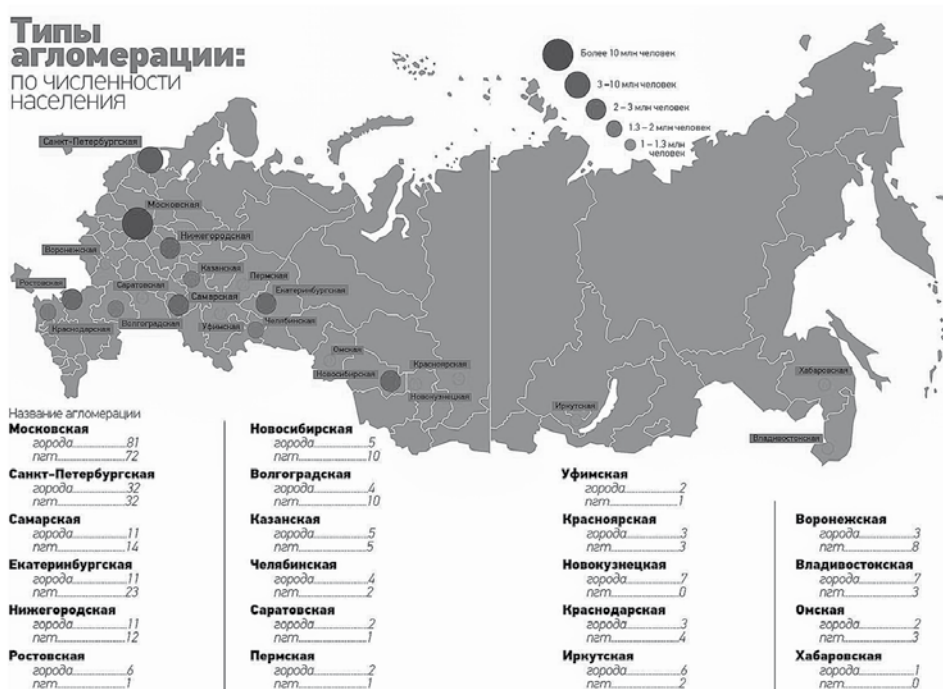 Типы
агломерации:
по численности
населения
Более 10 млн человек
3–10 млн человек
2 – 3 млн человек
1.3 – 2 млн человек
1 – 1.3 млн
человек
Санкт-Петербургская
Московская
Нижегородская
Воронежская
Казанская
Пермская
Ростовская
Саратовская
Самарская
Екатеринбургская
Краснодарская
Волгоградская
Уфимская
Челябинская
Омская
Новосибирская
Красноярская
Новокузнецкая
Иркутская
Хабаровская
Владивостокская
Название агломерации
Московская
города 81
пгт 72
Санкт-Петербургская
города 32
пгт 32
Самарская
города 11
пгт 14
Екатеринбургская
города 11
пгт 23
Нижегородская
города 11
пгт 12
Ростовская
города 6
пгт 1
Новосибирская
города 5
пгт 10
Волгоградская
города 4
пгт 10
Казанская
города 5
пгт 5
Челябинская
города 4
пгт 2
Саратовская
города 2
пгт 1
Пермская
города 2
пгт 1
Уфимская
города 2
пгт 1
Красноярская
города 3
пгт 3
Новокузнецкая
города 7
пгт 0
Краснодарская
города 3
пгт 4
Иркутская
города 6
пгт 2
Воронежская
города 3
пгт 8
Владивостокская
города 7
пгт 3
Омская
города 2
пгт 3
Хабаровская
города 1
пгт 0